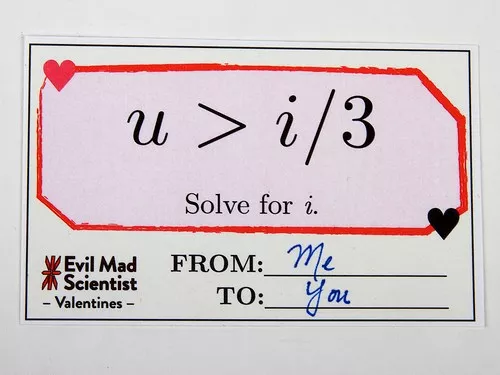 u > i/3
Solve for i.
Evil Mad
Scientist
– Valentines –
FROM: Me
TO: You